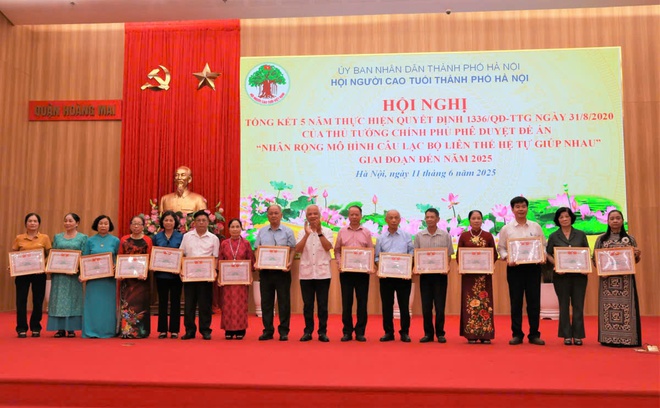 ỦY BAN NHÂN DÂN THÀNH PHỐ HÀ NỘI
HỘI NGƯỜI CAO TUỔI THÀNH PHỐ HÀ NỘI
HỘI NGHỊ
TỔNG KẾT 5 NĂM THỰC HIỆN QUYẾT ĐỊNH 1336/QĐ-TTG NGÀY 31/8/2020
CỦA THỦ TƯỚNG CHÍNH PHỦ PHÊ DUYỆT ĐỀ ÁN
“NHÂN RỘNG MÔ HÌNH CÂU LẠC BỘ LIÊN THẾ HỆ TỰ GIÚP NHAU”
GIAI ĐOẠN ĐẾN NĂM 2025
Hà Nội, ngày 11 tháng 6 năm 2025
QUẬN HOÀNG MAI